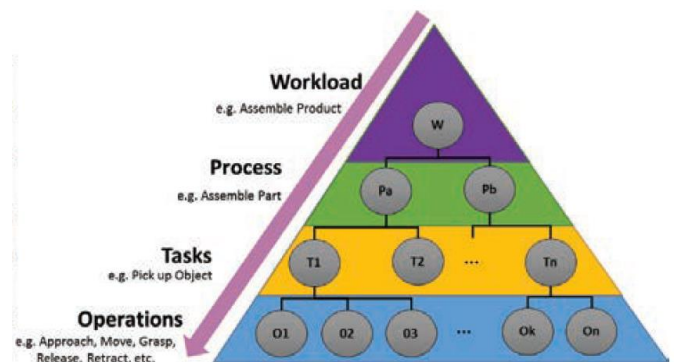 Workload
e.g. Assemble Product
W
Process
e.g. Assemble Part
Pa
Pb
Tasks
e.g. Pick up Object
T1
T2
...
Tn
Operations
e.g. Approach, Move, Grasp,
Release, Retract, etc.
O1
02
03
...
Ok
On